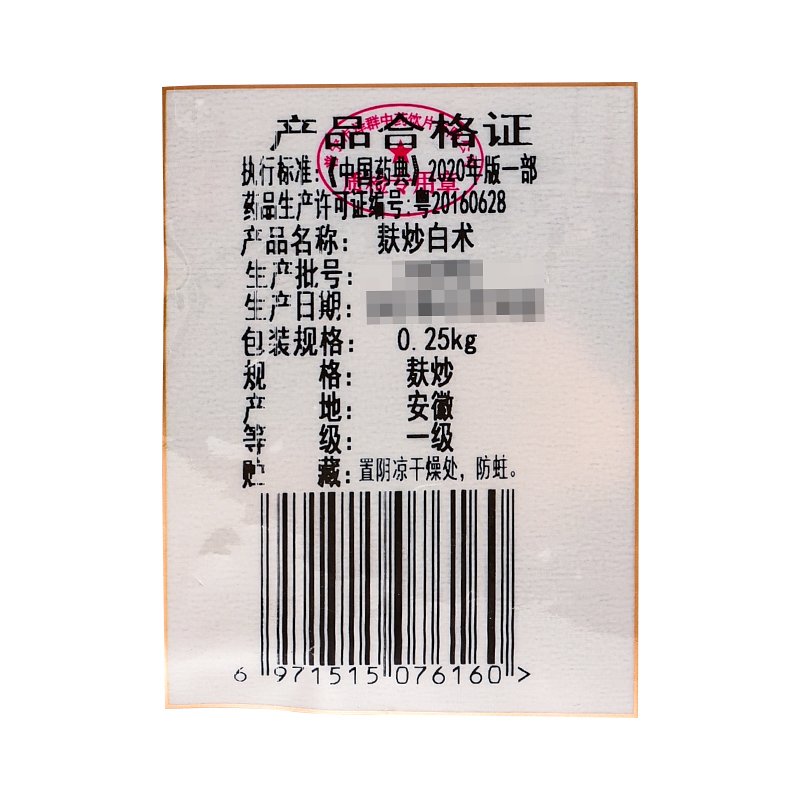 产品合格证
执行标准:《中国药典》2020年版一部
药品生产许可证编号:粤20160628
产品名称: 麸炒白术
生产批号:
生产日期:
包装规格: 0.25kg
规 格: 麸炒
产 地: 安徽
等 级: 一级
贮 藏: 置阴凉干燥处, 防蛀。
6 971515 076160 >
质检专用章